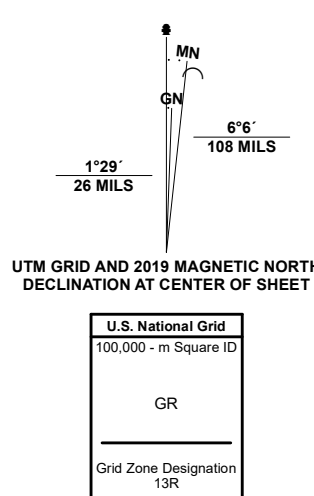 MN
GN
6°6´
108 MILS
1°29´
26 MILS
UTM GRID AND 2019 MAGNETIC NORTH
DECLINATION AT CENTER OF SHEET
U.S. National Grid
100,000 - m Square ID
GR
Grid Zone Designation
13R